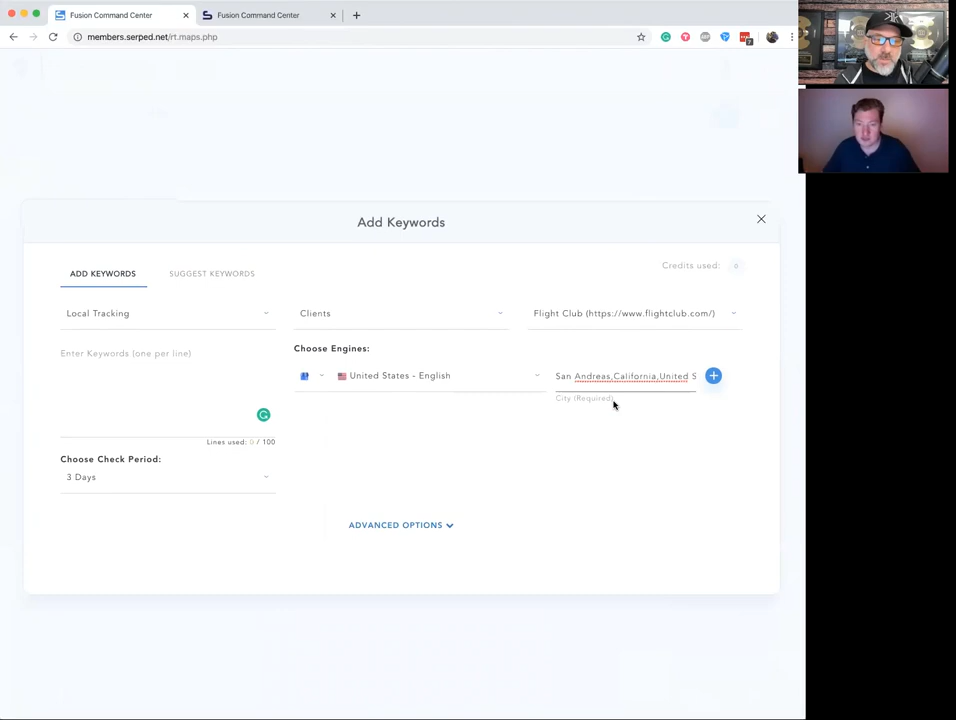 Fusion Command Center
Fusion Command Center
members.serped.net/rt.maps.php
7
Add Keywords
ADD KEYWORDS
SUGGEST KEYWORDS
Credits used: 0
Local Tracking
Clients
Flight Club (https://www.flightclub.com/)
Enter Keywords (one per line)
Choose Engines:
United States - English
San Andreas,California,United S
City (Required)
Lines used: 0 / 100
Choose Check Period:
3 Days
ADVANCED OPTIONS